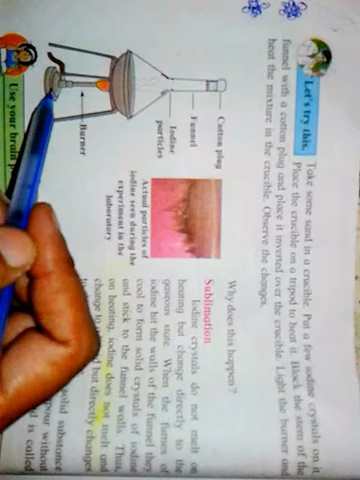 Let's try this. Take some sand in a crucible. Put a few iodine crystals on it.
Place the crucible on a tripod to heat it. Block the stem of the
funnel with a cotton plug and place it inverted over the crucible. Light the burner and
heat the mixture in the crucible. Observe the changes.
Cotton plug
Funnel
Iodine
particles
Burner
Actual particles of
iodine seen during the
experiment in the
laboratory
Why does this happen?
Sublimation
Iodine crystals do not melt on
heating but change directly to the
gaseous state. When the fumes of
iodine hit the walls of the funnel they
cool to form solid crystals of iodine
and stick to the funnel walls. Thus,
on heating, iodine does not melt and
change to but directly changes
solid substance
without
is called
Use your brain